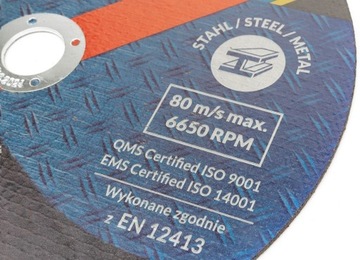 STAHL / STEEL / METAL
80 m/s max.
6650 RPM
QMS Certified ISO 9001
EMS Certified ISO 14001
Wykonane zgodnie
z EN 12413